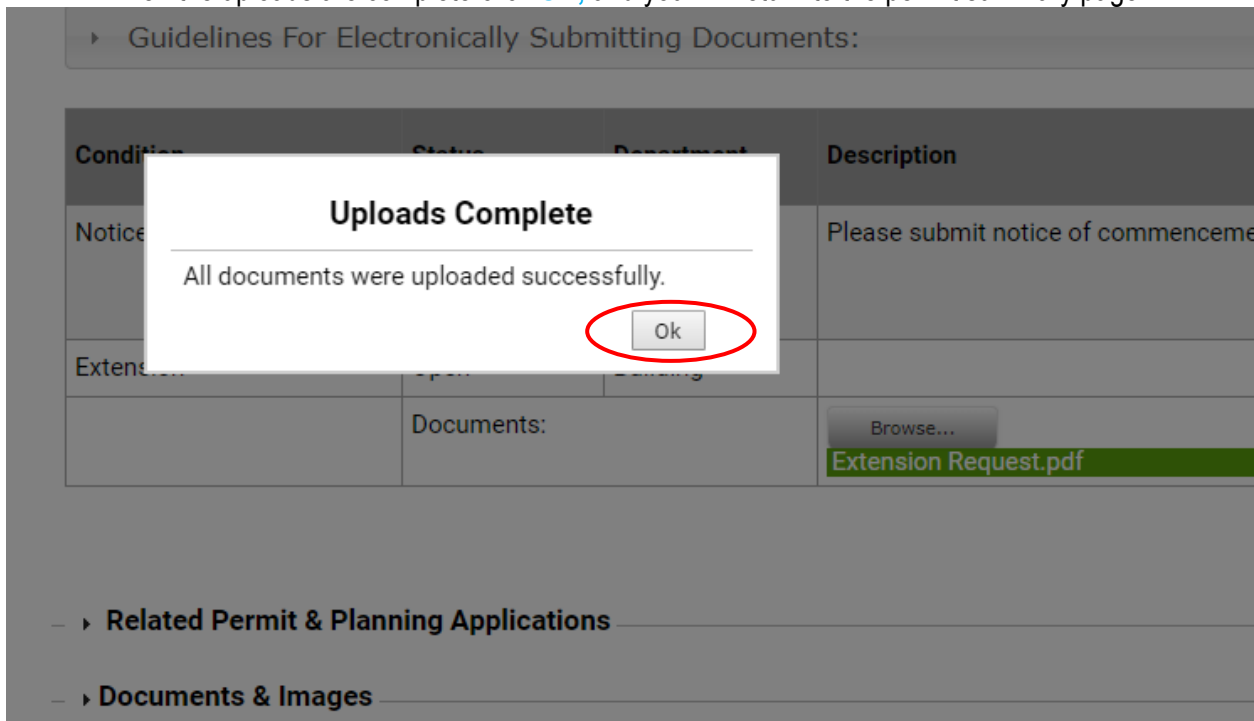 Guidelines For Electronically Submitting Documents:
Description
Uploads Complete
Notice
Please submit notice of
All documents were uploaded successfully.
Ok
Documents:
Browse...
Extension Request.pdf
Related Permit & Planning Applications
Documents & Images